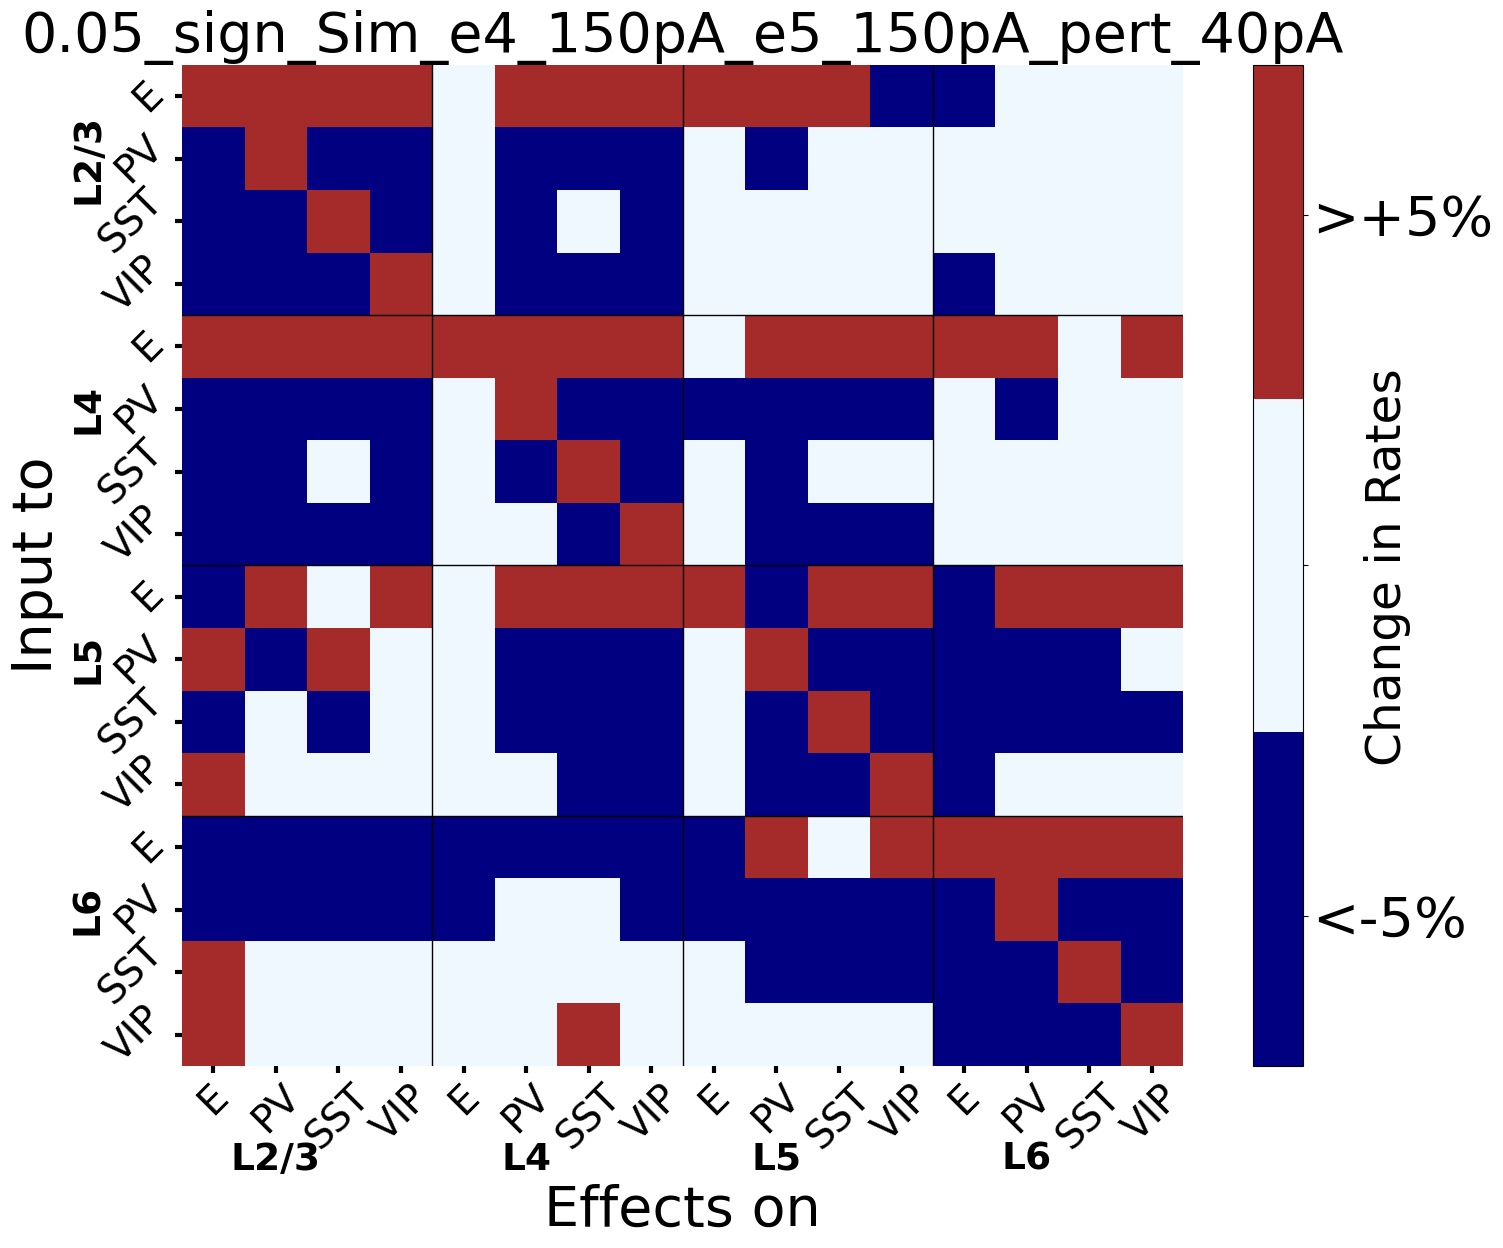 0.05_sign_Sim_e4_150pA_e5_150pA_pert_40pA
Input to
L2/3
E
PV
SST
VIP
L4
E
PV
SST
VIP
L5
E
PV
SST
VIP
L6
E
PV
SST
VIP
E PV SST VIP E PV SST VIP E PV SST VIP E PV SST VIP
L2/3 L4 L5 L6
Effects on
>+5%
<-5%
Change in Rates